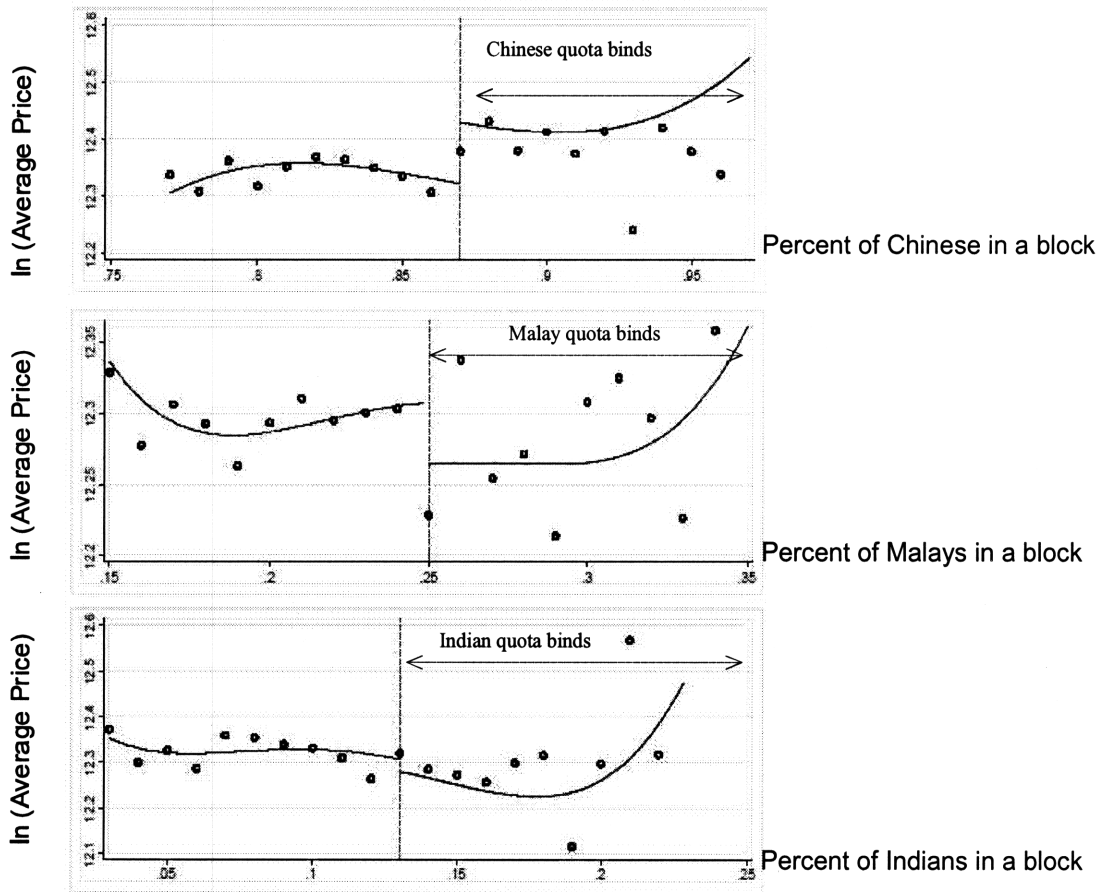 ln (Average Price)
12.6
12.5
12.4
12.3
12.2
Chinese quota binds
.75 .8 .85 .9 .95
Percent of Chinese in a block
ln (Average Price)
12.35
12.3
12.25
12.2
Malay quota binds
.15 .2 .25 .3 .35
Percent of Malays in a block
ln (Average Price)
12.6
12.5
12.4
12.3
12.2
12.1
Indian quota binds
.05 .1 .15 .2 .25
Percent of Indians in a block